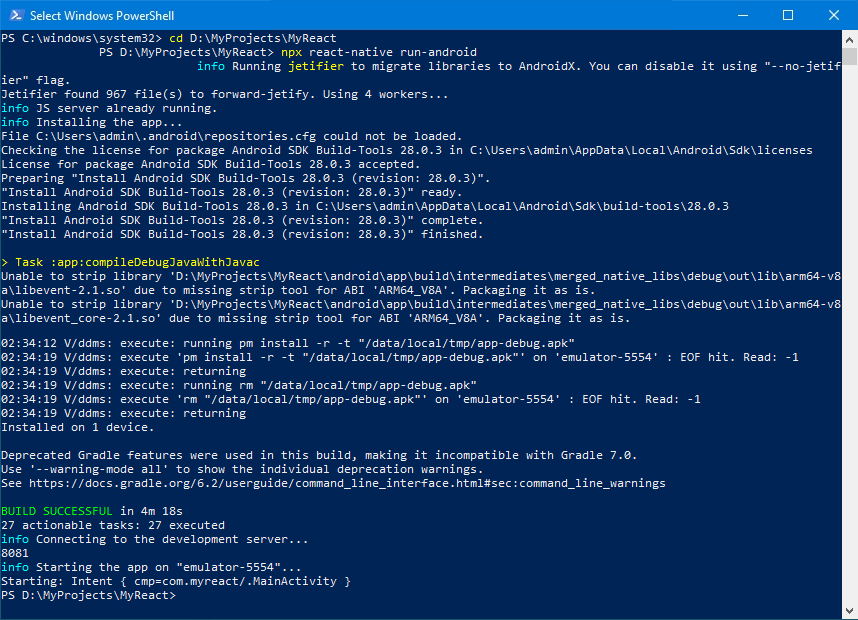 Select Windows PowerShell
PS C:\windows\system32> cd D:\MyProjects\MyReact
PS D:\MyProjects\MyReact> npx react-native run-android
info Running jetifier to migrate libraries to AndroidX. You can disable it using "--no-jetif
ier" flag.
Jetifier found 967 file(s) to forward-jetify. Using 4 workers...
info JS server already running.
info Installing the app...
File C:\Users\admin\.android\repositories.cfg could not be loaded.
Checking the license for package Android SDK Build-Tools 28.0.3 in C:\Users\admin\AppData\Local\Android\Sdk\licenses
License for package Android SDK Build-Tools 28.0.3 accepted.
Preparing "Install Android SDK Build-Tools 28.0.3 (revision: 28.0.3)".
"Install Android SDK Build-Tools 28.0.3 (revision: 28.0.3)" ready.
Installing Android SDK Build-Tools 28.0.3 in C:\Users\admin\AppData\Local\Android\Sdk\build-tools\28.0.3
"Install Android SDK Build-Tools 28.0.3 (revision: 28.0.3)" complete.
"Install Android SDK Build-Tools 28.0.3 (revision: 28.0.3)" finished.
> Task :app:compileDebugJavaWithJavac
Unable to strip library 'D:\MyProjects\MyReact\android\app\build\intermediates\merged_native_libs\debug\out\lib\arm64-v8
a\libevent-2.1.so' due to missing strip tool for ABI 'ARM64_V8A'. Packaging it as is.
Unable to strip library 'D:\MyProjects\MyReact\android\app\build\intermediates\merged_native_libs\debug\out\lib\arm64-v8
a\libevent_core-2.1.so' due to missing strip tool for ABI 'ARM64_V8A'. Packaging it as is.
02:34:12 V/ddms: execute: running pm install -r -t "/data/local/tmp/app-debug.apk"
02:34:19 V/ddms: execute 'pm install -r -t "/data/local/tmp/app-debug.apk"' on 'emulator-5554' : EOF hit. Read: -1
02:34:19 V/ddms: execute: returning
02:34:19 V/ddms: execute: running rm "/data/local/tmp/app-debug.apk"
02:34:19 V/ddms: execute 'rm "/data/local/tmp/app-debug.apk"' on 'emulator-5554' : EOF hit. Read: -1
02:34:19 V/ddms: execute: returning
Installed on 1 device.
Deprecated Gradle features were used in this build, making it incompatible with Gradle 7.0.
Use '--warning-mode all' to show the individual deprecation warnings.
See https://docs.gradle.org/6.2/userguide/command_line_interface.html#sec:command_line_warnings
BUILD SUCCESSFUL in 4m 18s
27 actionable tasks: 27 executed
info Connecting to the development server...
8081
info Starting the app on "emulator-5554"...
Starting: Intent { cmp=com.myreact/.MainActivity }
PS D:\MyProjects\MyReact>